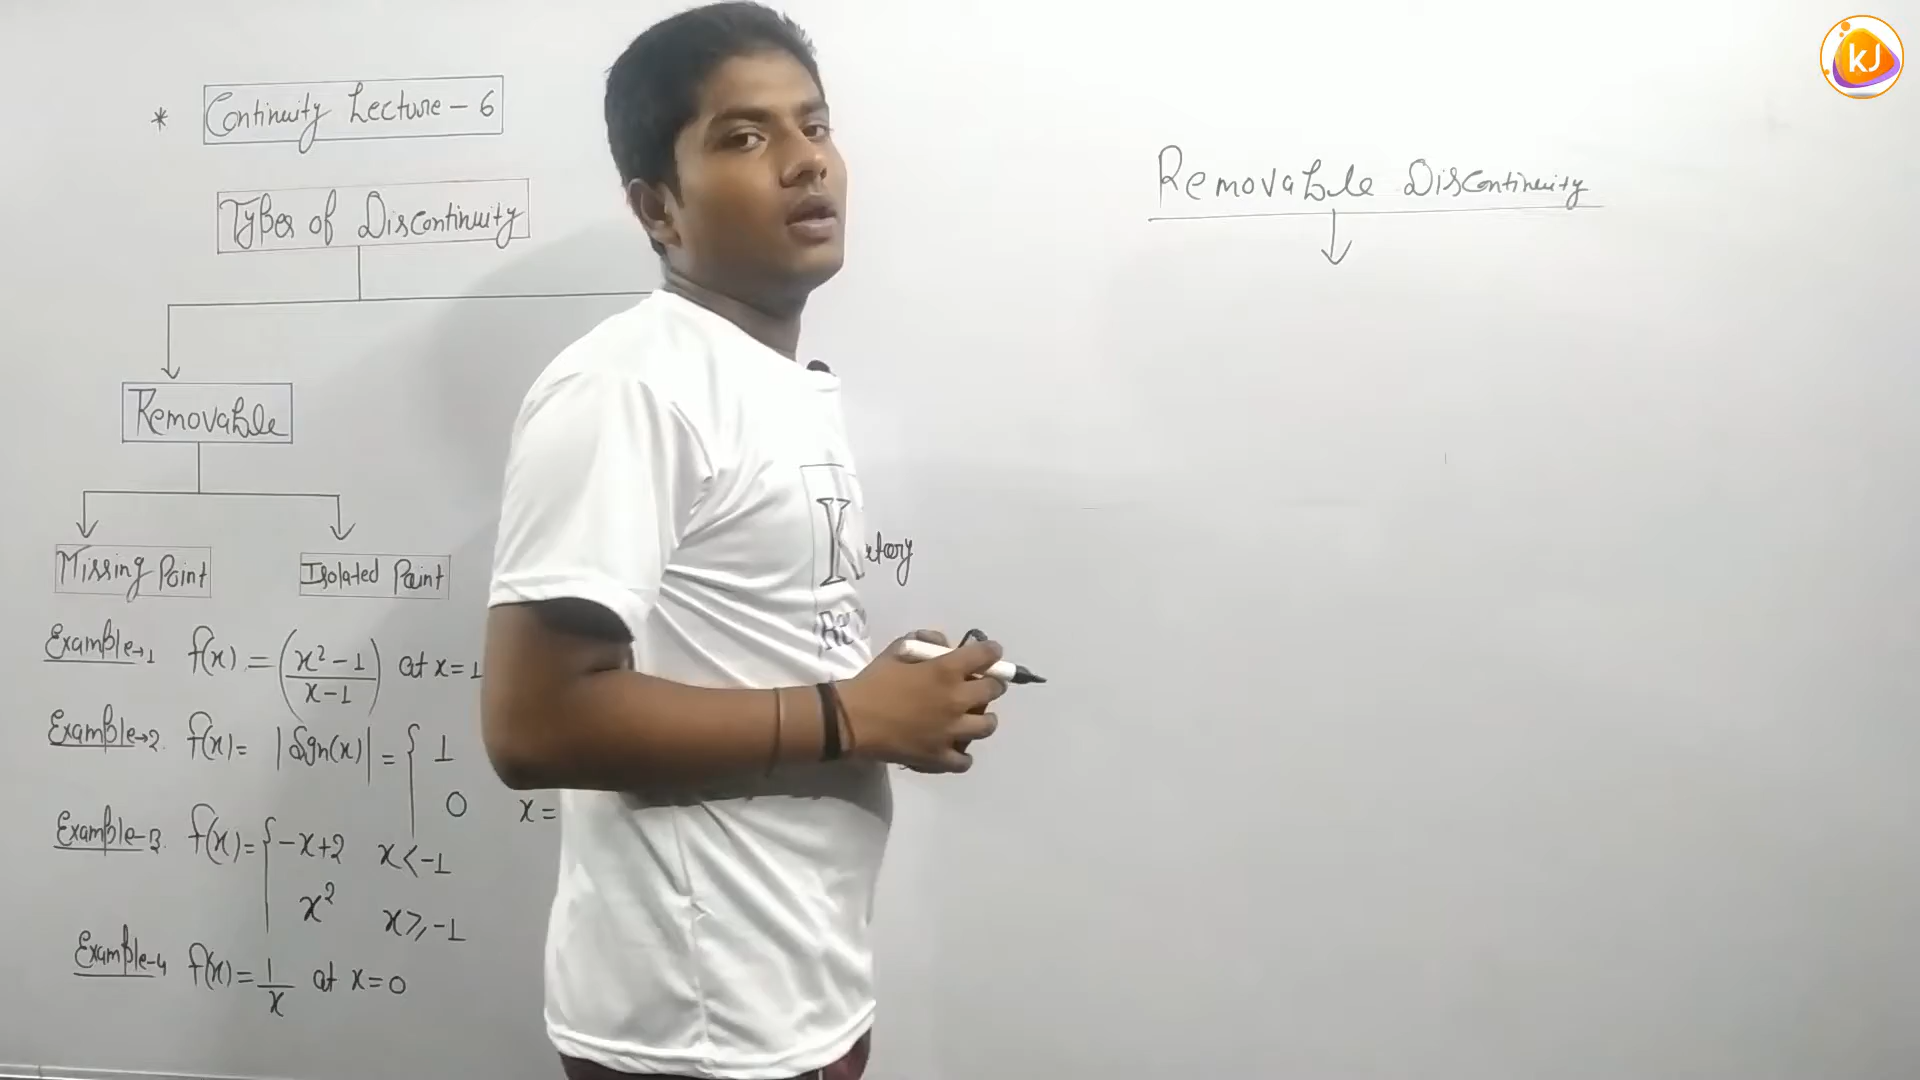 * Continuity Lecture - 6
Types of Discontinuity
Removable
Missing Point
Isolated Point
Example→1 f(x) = (x²-1/x-1) at x=1
Example→2. f(x)= |Sgn(x)| = { 1
0 x=
Example-3. f(x)= { -x+2 x<-1
x² x⩾-1
Example-4 f(x)=1/x at x=0
K
Removable Discontinuity
KJ